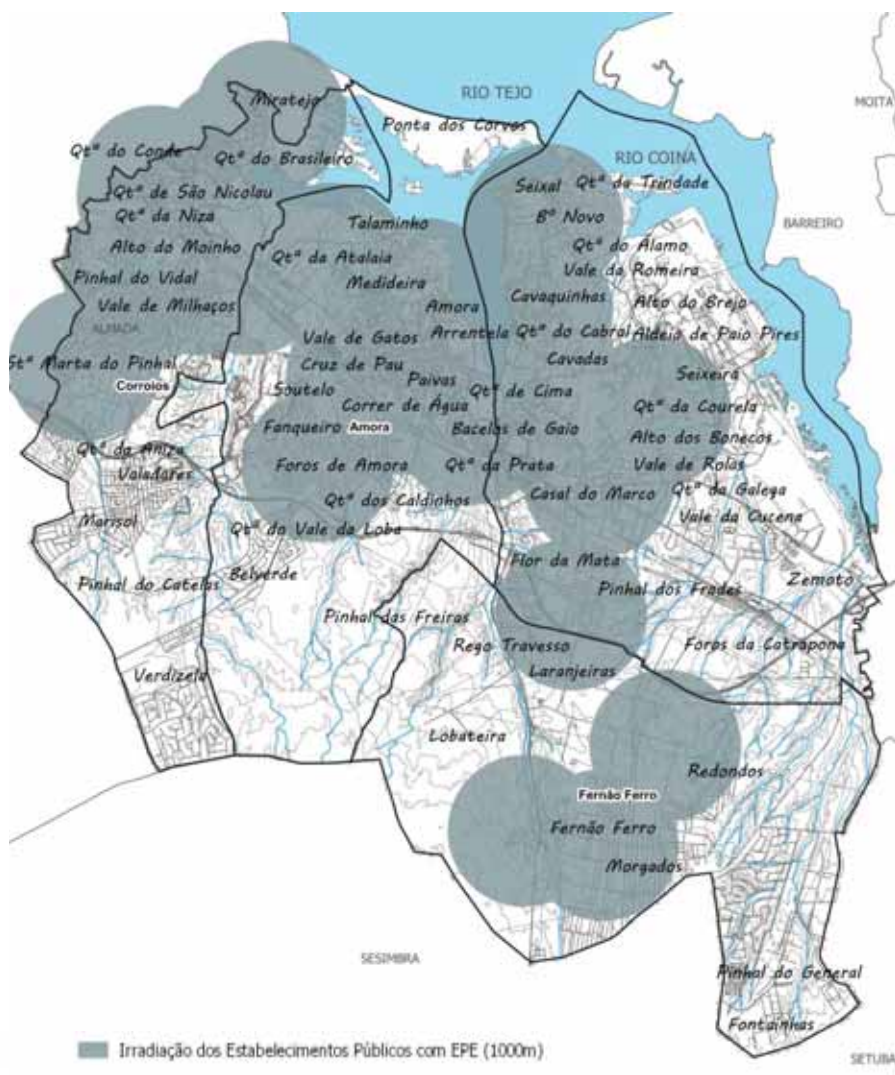 RIO TEJO
MOITA
Miratejo
Ponta dos Corvos
Qtª do Conde
Qtª do Brasileiro
RIO COINA
Seixal
Qtª da Trindade
Qtª de São Nicolau
Qtª da Niza
Talaminho
Bº Novo
BARREIRO
Alto do Moinho
Qtª da Atalaia
Qtª do Álamo
Vale da Romeira
Pinhal do Vidal
Medideira
Vale de Milhaços
Amora
Cavaquinhas
Alto do Brejo
ALMADA
Vale de Gatos
Arrentela
Qtª do Cabral
Aldeia de Paio Pires
Stª Marta do Pinhal
Cruz de Pau
Cavadas
Corroios
Paivas
Seixeira
Soutelo
Qtª de Cima
Correr de Água
Qtª da Courela
Fanqueiro
Amora
Bacelos de Gaio
Alto dos Bonecos
Qtª da Aniza
Foros de Amora
Qtª da Prata
Vale de Rolas
Valadares
Qtª dos Caldinhos
Casal do Marco
Qtª da Galega
Marisol
Qtª do Vale da Loba
Vale da Cucena
Flor da Mata
Pinhal do Catelas
Belverde
Pinhal dos Frades
Zemoto
Pinhal das Freiras
Rego Travesso
Foros da Catrapona
Verdizela
Laranjeiras
Lobateira
Redondos
Fernão Ferro
Fernão Ferro
Morgados
SESIMBRA
Pinhal do General
Fontaínhas
Irradiação dos Estabelecimentos Públicos com EPE (1000m)
SETUBA